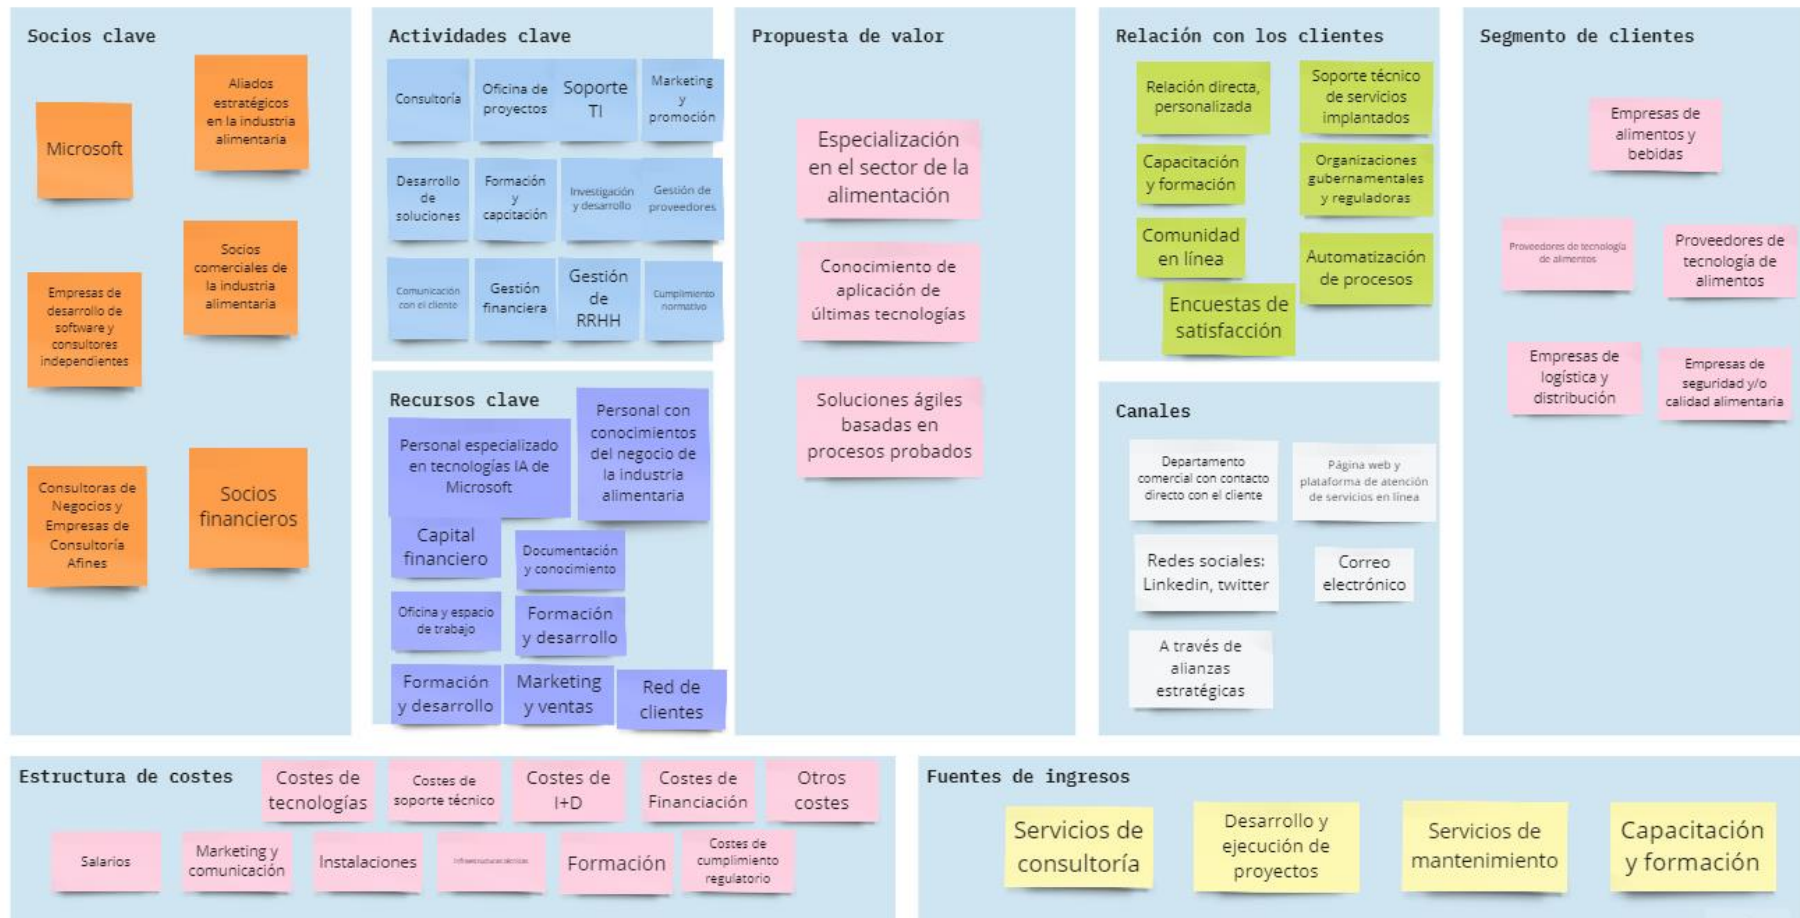 Socios clave
Microsoft
Aliados
estratégicos
en la industria
alimentaria
Empresas de
desarrollo de
software y
consultores
independientes
Socios
comerciales de
la industria
alimentaria
Consultoras de
Negocios y
Empresas de
Consultoría
Afines
Socios
financieros
Actividades clave
Consultoría
Oficina de
proyectos
Soporte
TI
Marketing
y
promoción
Desarrollo
de
soluciones
Formación
y
capcitación
Investigación
y desarrollo
Gestión de
proveedores
Comunicación
con el cliente
Gestión
financiera
Gestión
de
RRHH
Cumplimiento
normativo
Recursos clave
Personal especializado
en tecnologías IA de
Microsoft
Personal con
conocimientos
del negocio de
la industria
alimentaria
Capital
financiero
Documentación
y conocimiento
Oficina y espacio
de trabajo
Formación
y desarrollo
Formación
y desarrollo
Marketing
y ventas
Red de
clientes
Propuesta de valor
Especialización
en el sector de la
alimentación
Conocimiento de
aplicación de
últimas tecnologías
Soluciones ágiles
basadas en
procesos probados
Relación con los clientes
Relación directa,
personalizada
Soporte técnico
de servicios
implantados
Capacitación
y formación
Organizaciones
gubernamentales
y reguladoras
Comunidad
en línea
Automatización
de procesos
Encuestas de
satisfacción
Canales
Departamento
comercial con contacto
directo con el cliente
Página web y
plataforma de atención
de servicios en línea
Redes sociales:
Linkedin, twitter
Correo
electrónico
A través de
alianzas
estratégicas
Segmento de clientes
Empresas de
alimentos y
bebidas
Proveedores de tecnología
de alimentos
Proveedores de
tecnología de
alimentos
Empresas de
logística y
distribución
Empresas de
seguridad y/o
calidad alimentaria
Estructura de costes
Costes de
tecnologías
Costes de
soporte técnico
Costes de
I+D
Costes de
Financiación
Otros
costes
Salarios
Marketing y
comunicación
Instalaciones
Infraestructuras técnicas
Formación
Costes de
cumplimiento
regulatorio
Fuentes de ingresos
Servicios de
consultoría
Desarrollo y
ejecución de
proyectos
Servicios de
mantenimiento
Capacitación
y formación